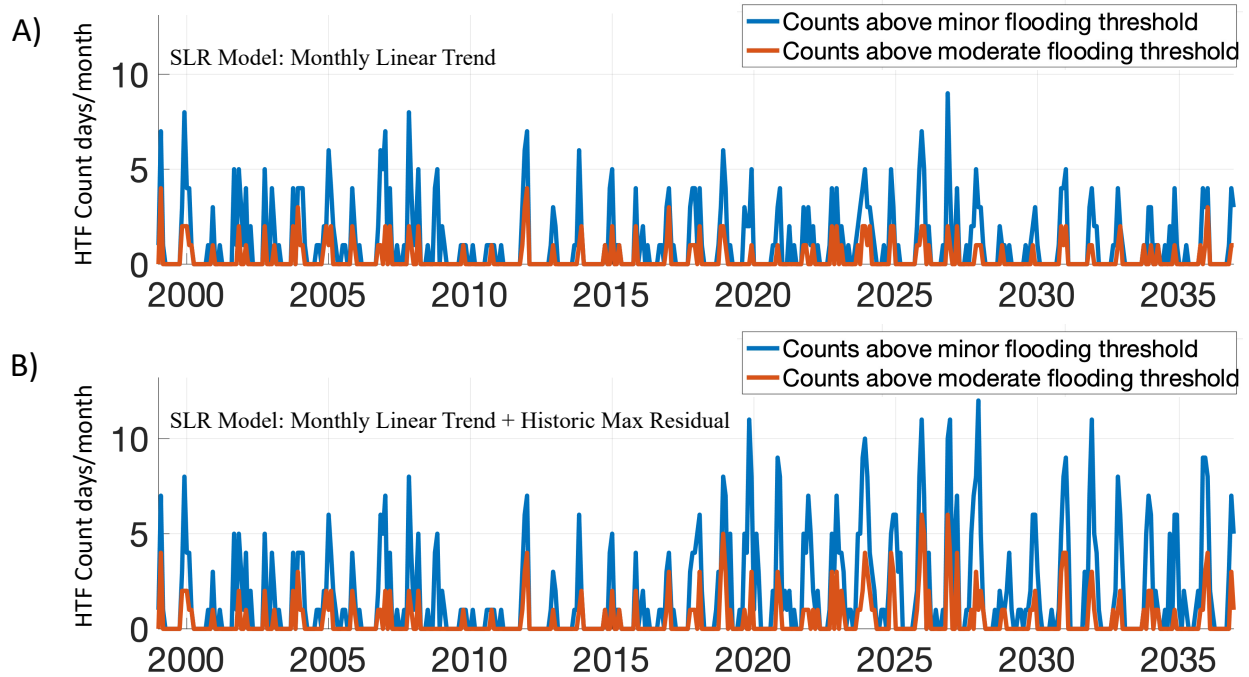 A)
Counts above minor flooding threshold
Counts above moderate flooding threshold
SLR Model: Monthly Linear Trend
HTF Count days/month
10
5
0
2000 2005 2010 2015 2020 2025 2030 2035
B)
Counts above minor flooding threshold
Counts above moderate flooding threshold
SLR Model: Monthly Linear Trend + Historic Max Residual
HTF Count days/month
10
5
0
2000 2005 2010 2015 2020 2025 2030 2035